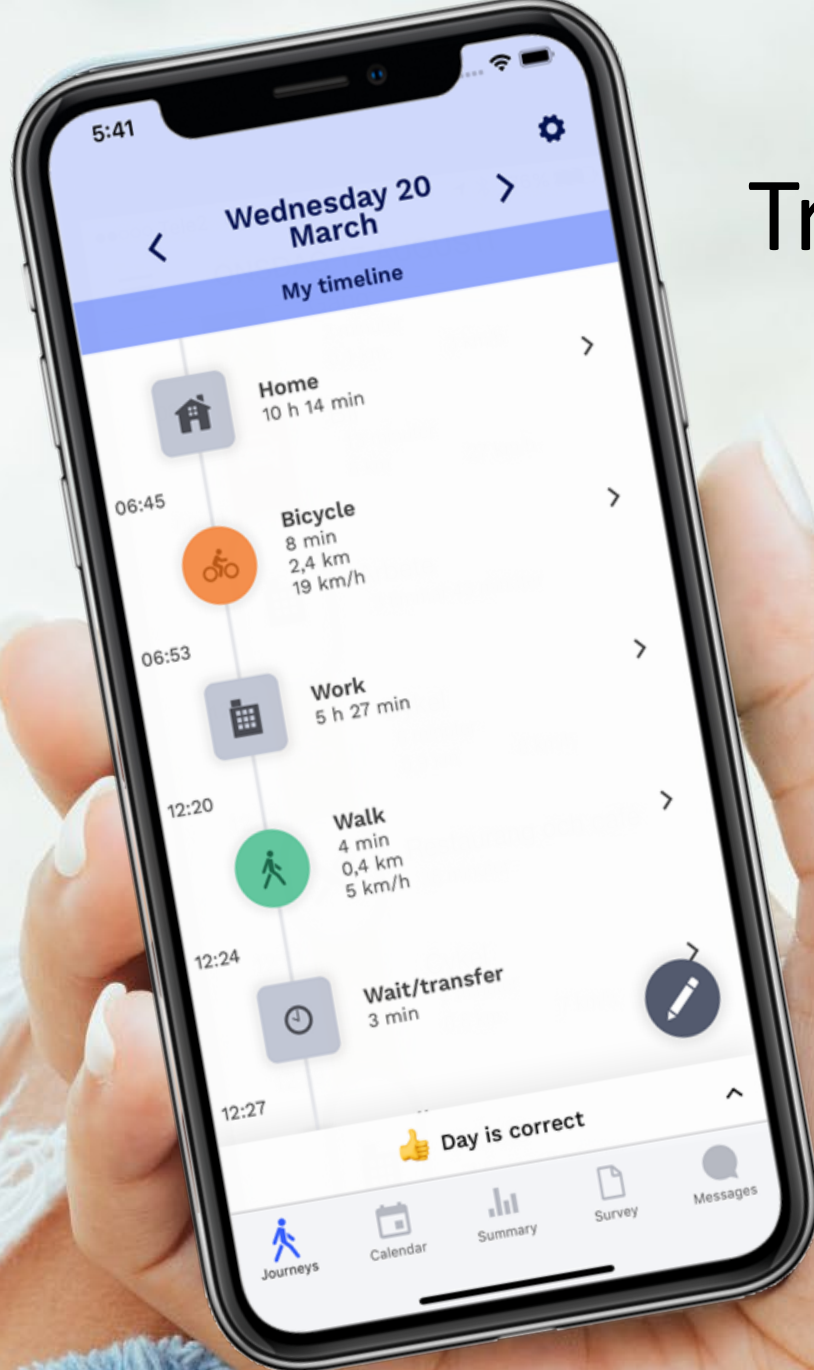 5:41
Wednesday 20
March
My timeline
Home
10 h 14 min
06:45
Bicycle
8 min
2,4 km
19 km/h
06:53
Work
5 h 27 min
12:20
Walk
4 min
0,4 km
5 km/h
12:24
Wait/transfer
3 min
12:27
👍 Day is correct
Journeys
Calendar
Summary
Survey
Messages